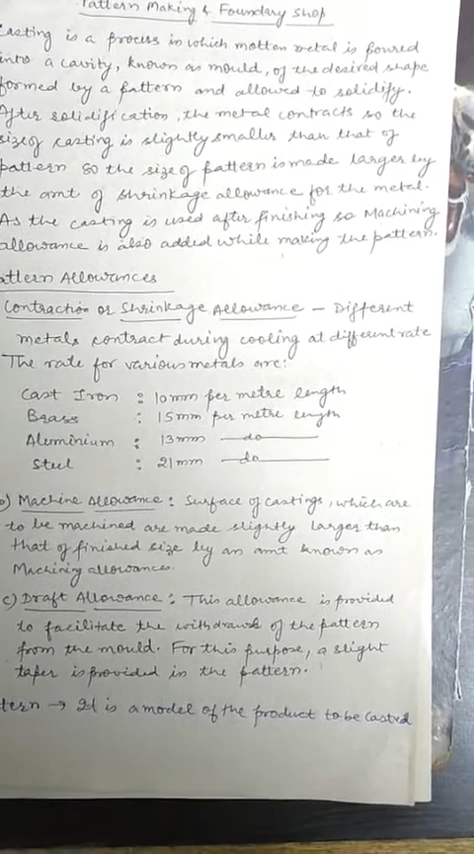 Pattern Making & Foundary Shop
Casting is a process in which molten metal is poured
into a cavity, known as mould, of the desired shape
formed by a pattern and allowed to solidify.
After solidification, the metal contracts so the
size of casting is slightly smaller than that of
pattern so the size of pattern is made larger by
the amt of shrinkage allowance for the metal.
As the casting is used after finishing so Machining
allowance is also added while making the pattern.
attern Allowances
Contraction or Shrinkage Allowance - Different
metals contract during cooling at different rate
The rate for various metals are:
Cast Iron : 10mm per metre length
Brass : 15mm per metre length
Aluminium : 13mm —do—
Steel : 21mm —do—
b) Machine Allowance : Surface of castings, which are
to be machined are made slightly larger than
that of finished size by an amt known as
Machining allowances.
c) Draft Allowance : This allowance is provided
to facilitate the withdrawl of the pattern
from the mould. For this purpose, a slight
taper is provided in the pattern.
tern → It is a model of the product to be casted